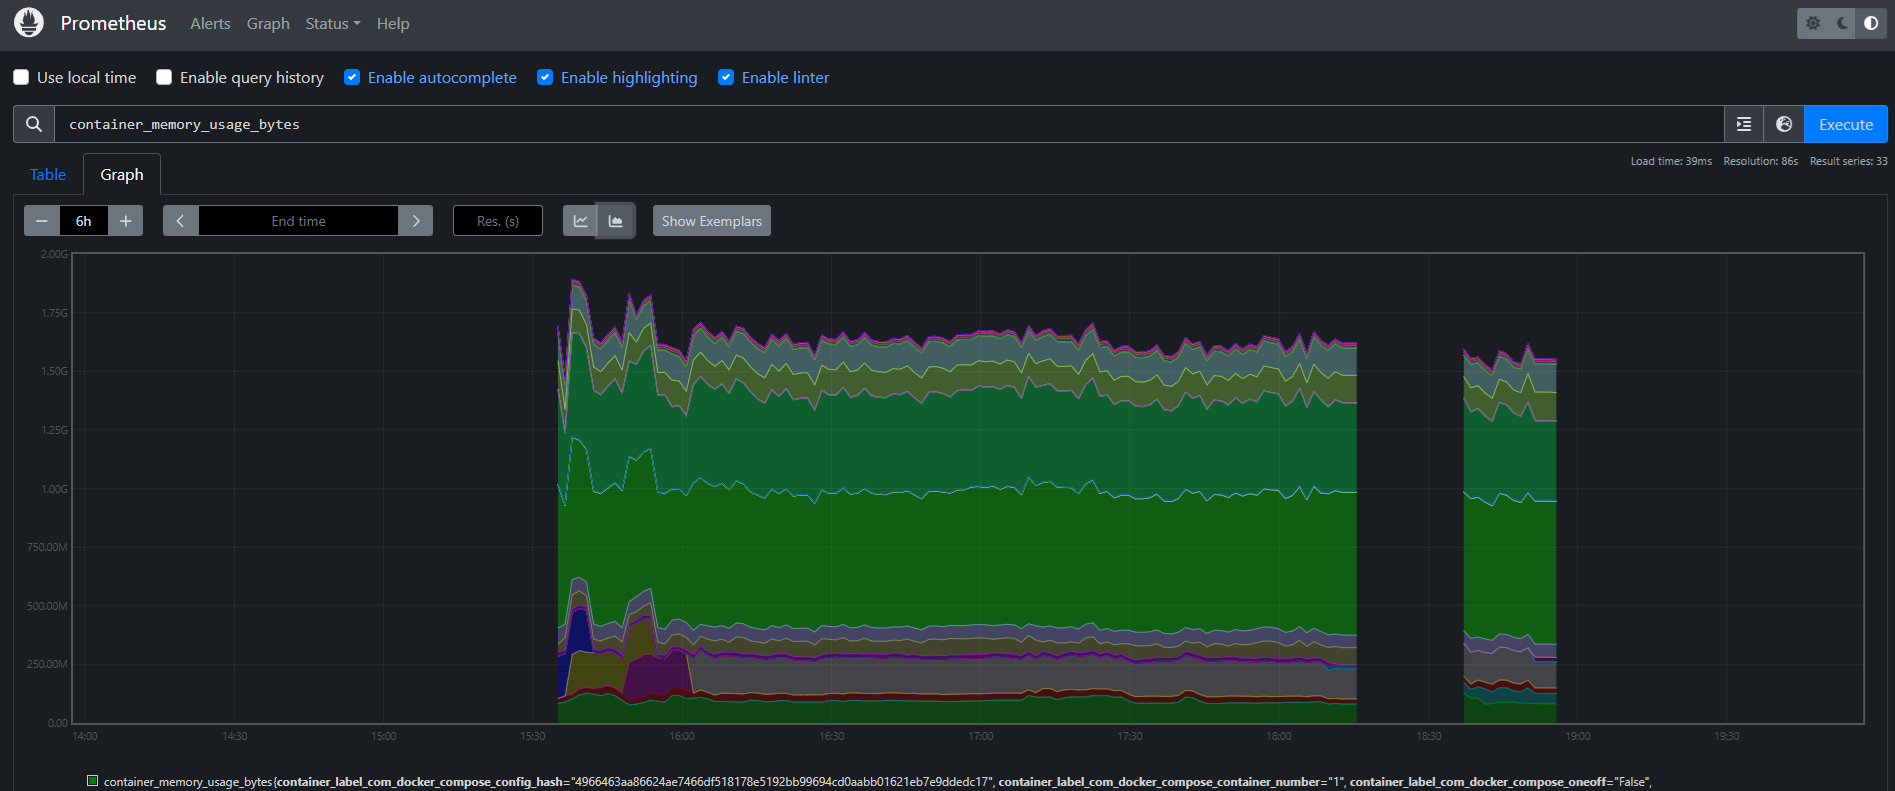 Prometheus Alerts Graph Status Help
Use local time Enable query history Enable autocomplete Enable highlighting Enable linter
container_memory_usage_bytes Execute
Table Graph Load time: 39ms Resolution: 86s Result series: 33
6h End time Res. (s) Show Exemplars
2.00G
1.75G
1.50G
1.25G
1.00G
750.00M
500.00M
250.00M
0.00
14:00 14:30 15:00 15:30 16:00 16:30 17:00 17:30 18:00 18:30 19:00 19:30
container_memory_usage_bytes{container_label_com_docker_compose_config_hash="4966463aa86624ae7466df518178e5192bb99694cd0aabb01621eb7e9ddedc17", container_label_com_docker_compose_container_number="1", container_label_com_docker_compose_oneoff="False",